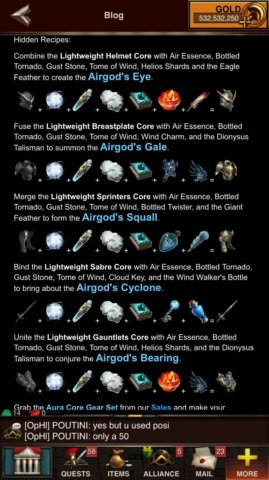 Blog
GOLD
532,532,250
Hidden Recipes:
Combine the Lightweight Helmet Core with Air Essence, Bottled
Tornado, Gust Stone, Tome of Wind, Helios Shards and the Eagle
Feather to create the Airgod's Eye.
Fuse the Lightweight Breastplate Core with Air Essence, Bottled
Tornado, Gust Stone, Tome of Wind, Wind Charm, and the Dionysus
Talisman to summon the Airgod's Gale.
Merge the Lightweight Sprinters Core with Air Essence, Bottled
Tornado, Gust Stone, Tome of Wind, Bottled Twister, and the Giant
Feather to form the Airgod's Squall.
Bind the Lightweight Sabre Core with Air Essence, Bottled Tornado,
Gust Stone, Tome of Wind, Cloud Key, and the Wind Walker's Bottle
to bring about the Airgod's Cyclone.
Unite the Lightweight Gauntlets Core with Air Essence, Bottled
Tornado, Gust Stone, Tome of Wind, Helios Shards, and the Dionysus
Talisman to conjure the Airgod's Bearing.
Grab the Aura Core Gear Set from our Sales and make your
14 0
[OpHi] POUTINI: yes but u used posi
[OpHi] POUTINI: only a 50
58 5 23
QUESTS ITEMS ALLIANCE MAIL MORE